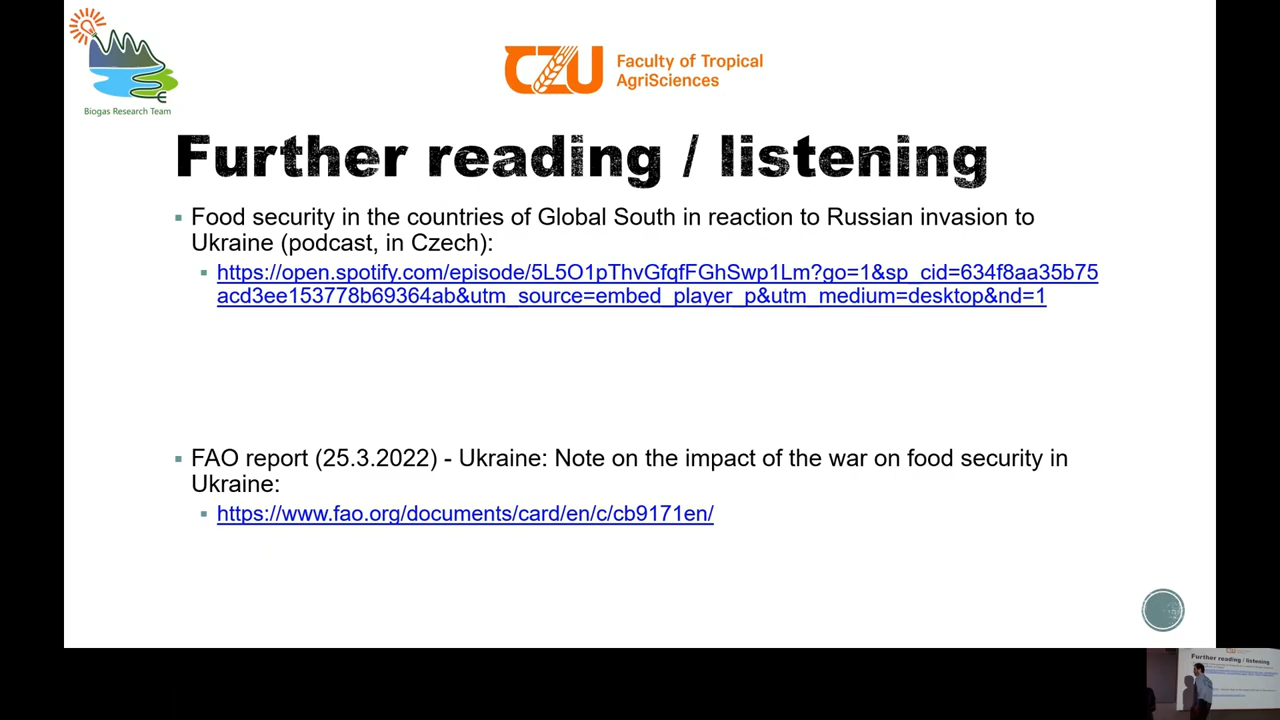 Biogas Research Team
CZU
Faculty of Tropical
AgriSciences
Further reading / listening
Food security in the countries of Global South in reaction to Russian invasion to
Ukraine (podcast, in Czech):
https://open.spotify.com/episode/5L5O1pThvGfqfFGhSwp1Lm?go=1&sp_cid=634f8aa35b75
acd3ee153778b69364ab&utm_source=embed_player_p&utm_medium=desktop&nd=1
FAO report (25.3.2022) - Ukraine: Note on the impact of the war on food security in
Ukraine:
https://www.fao.org/documents/card/en/c/cb9171en/
Further reading / listening